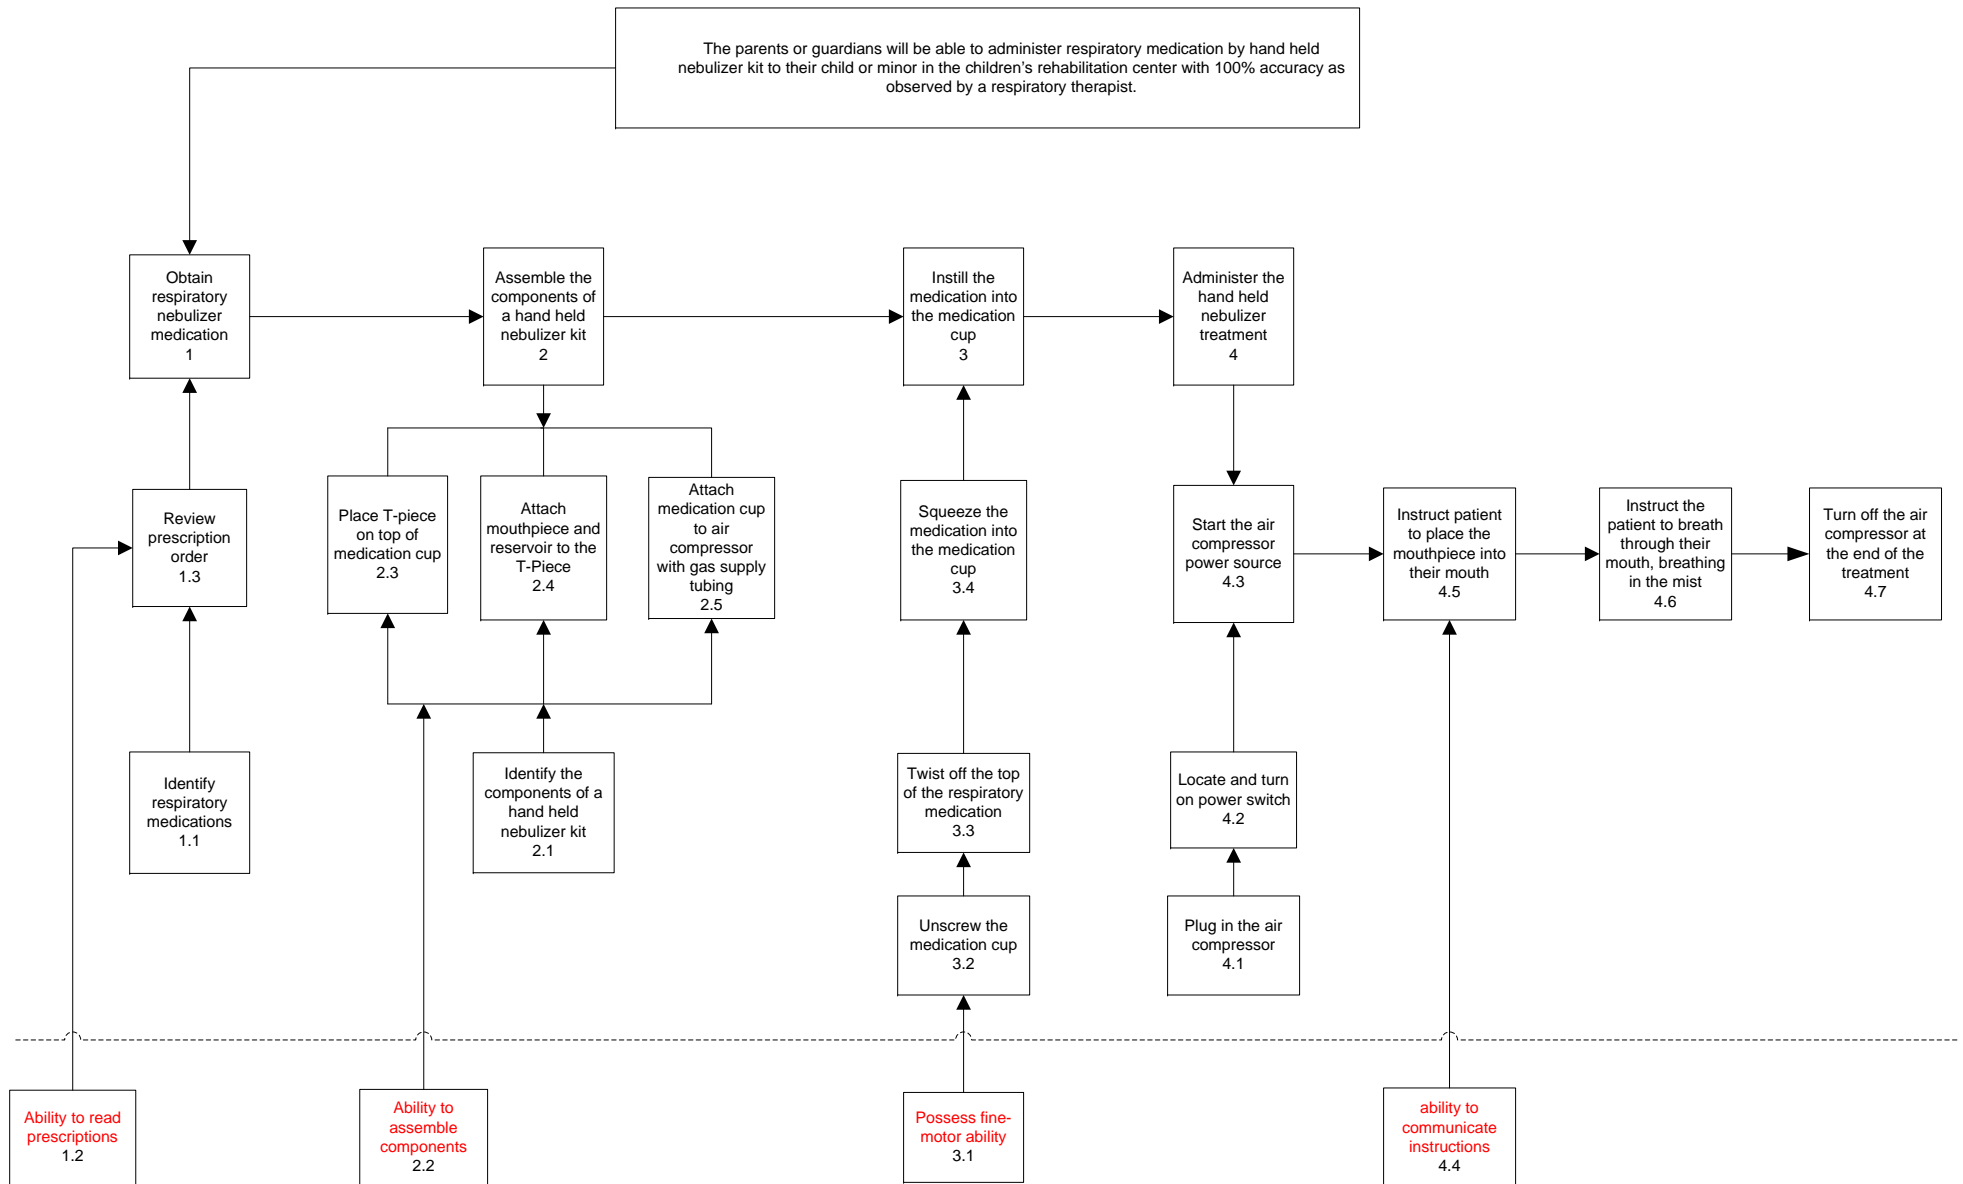 The parents or guardians will be able to administer respiratory medication by hand held
nebulizer kit to their child or minor in the children's rehabilitation center with 100% accuracy as
observed by a respiratory therapist.
Obtain
respiratory
nebulizer
medication
1
Assemble the
components of
a hand held
nebulizer kit
2
Instill the
medication into
the medication
cup
3
Administer the
hand held
nebulizer
treatment
4
Review
prescription
order
1.3
Place T-piece
on top of
medication cup
2.3
Attach
mouthpiece and
reservoir to the
T-Piece
2.4
Attach
medication cup
to air
compressor
with gas supply
tubing
2.5
Squeeze the
medication into
the medication
cup
3.4
Start the air
compressor
power source
4.3
Instruct patient
to place the
mouthpiece into
their mouth
4.5
Instruct the
patient to breath
through their
mouth, breathing
in the mist
4.6
Turn off the air
compressor at
the end of the
treatment
4.7
Identify
respiratory
medications
1.1
Identify the
components of a
hand held
nebulizer kit
2.1
Twist off the top
of the respiratory
medication
3.3
Locate and turn
on power switch
4.2
Unscrew the
medication cup
3.2
Plug in the air
compressor
4.1
Ability to read
prescriptions
1.2
Ability to
assemble
components
2.2
Possess fine-
motor ability
3.1
ability to
communicate
instructions
4.4